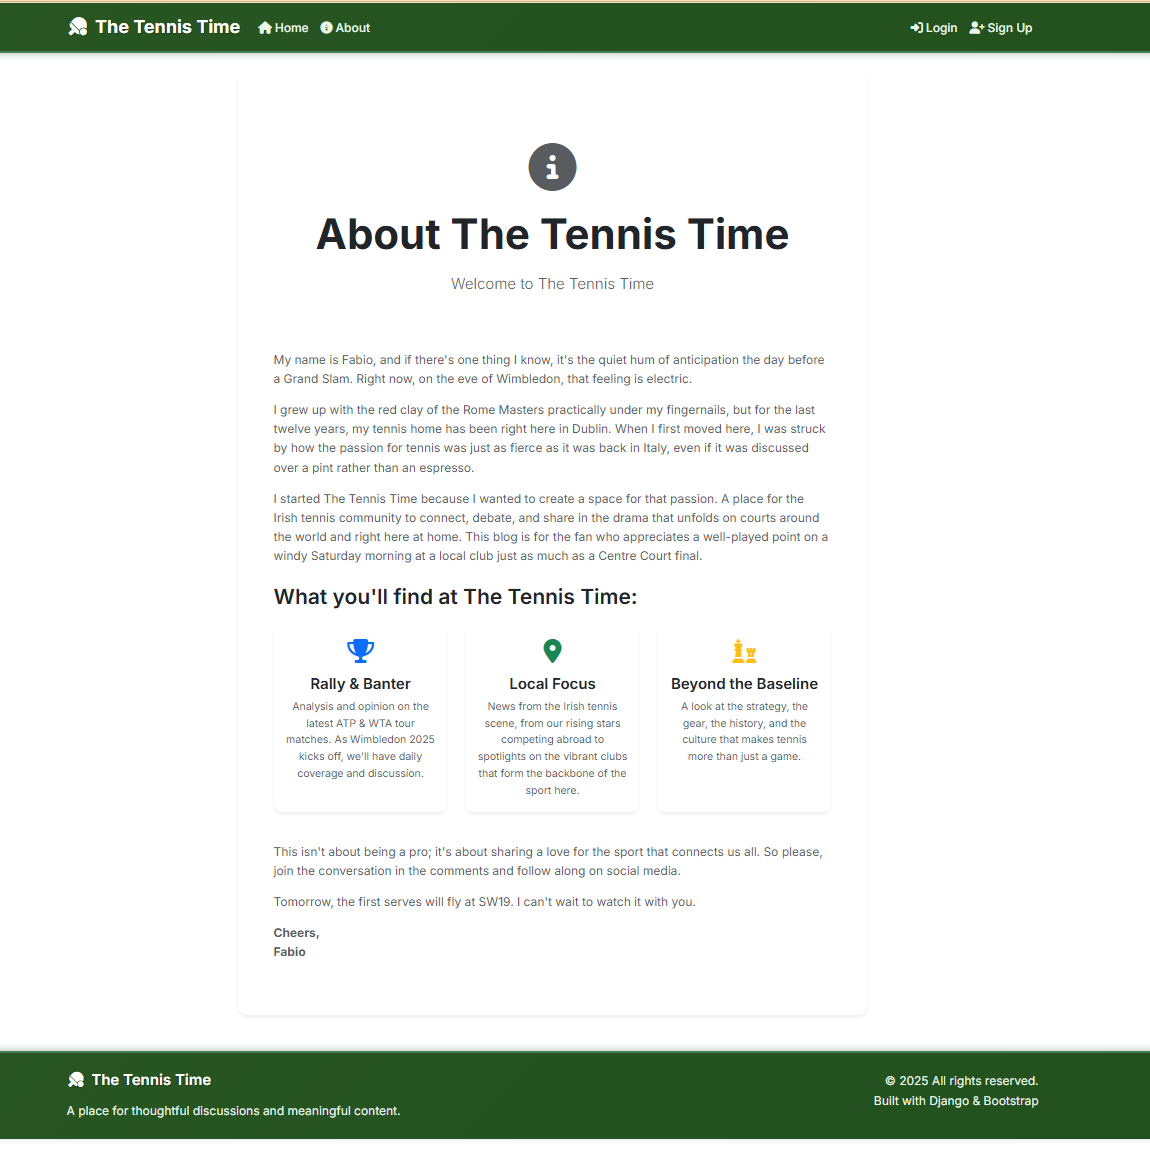 The Tennis Time
Home
About
Login
Sign Up
About The Tennis Time
Welcome to The Tennis Time
My name is Fabio, and if there's one thing I know, it's the quiet hum of anticipation the day before
a Grand Slam. Right now, on the eve of Wimbledon, that feeling is electric.
I grew up with the red clay of the Rome Masters practically under my fingernails, but for the last
twelve years, my tennis home has been right here in Dublin. When I first moved here, I was struck
by how the passion for tennis was just as fierce as it was back in Italy, even if it was discussed
over a pint rather than an espresso.
I started The Tennis Time because I wanted to create a space for that passion. A place for the
Irish tennis community to connect, debate, and share in the drama that unfolds on courts around
the world and right here at home. This blog is for the fan who appreciates a well-played point on a
windy Saturday morning at a local club just as much as a Centre Court final.
What you'll find at The Tennis Time:
Rally & Banter
Analysis and opinion on the
latest ATP & WTA tour
matches. As Wimbledon 2025
kicks off, we'll have daily
coverage and discussion.
Local Focus
News from the Irish tennis
scene, from our rising stars
competing abroad to
spotlights on the vibrant clubs
that form the backbone of the
sport here.
Beyond the Baseline
A look at the strategy, the
gear, the history, and the
culture that makes tennis
more than just a game.
This isn't about being a pro; it's about sharing a love for the sport that connects us all. So please,
join the conversation in the comments and follow along on social media.
Tomorrow, the first serves will fly at SW19. I can't wait to watch it with you.
Cheers,
Fabio
The Tennis Time
A place for thoughtful discussions and meaningful content.
© 2025 All rights reserved.
Built with Django & Bootstrap